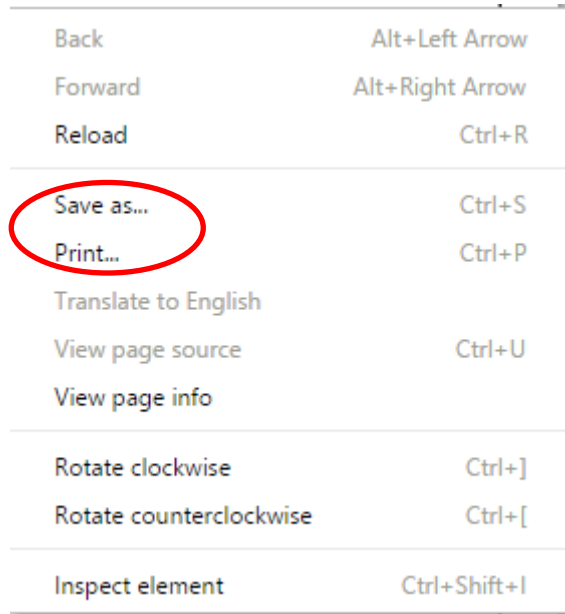 Back Alt+Left Arrow
Forward Alt+Right Arrow
Reload Ctrl+R
Save as... Ctrl+S
Print... Ctrl+P
Translate to English
View page source Ctrl+U
View page info
Rotate clockwise Ctrl+]
Rotate counterclockwise Ctrl+[
Inspect element Ctrl+Shift+I